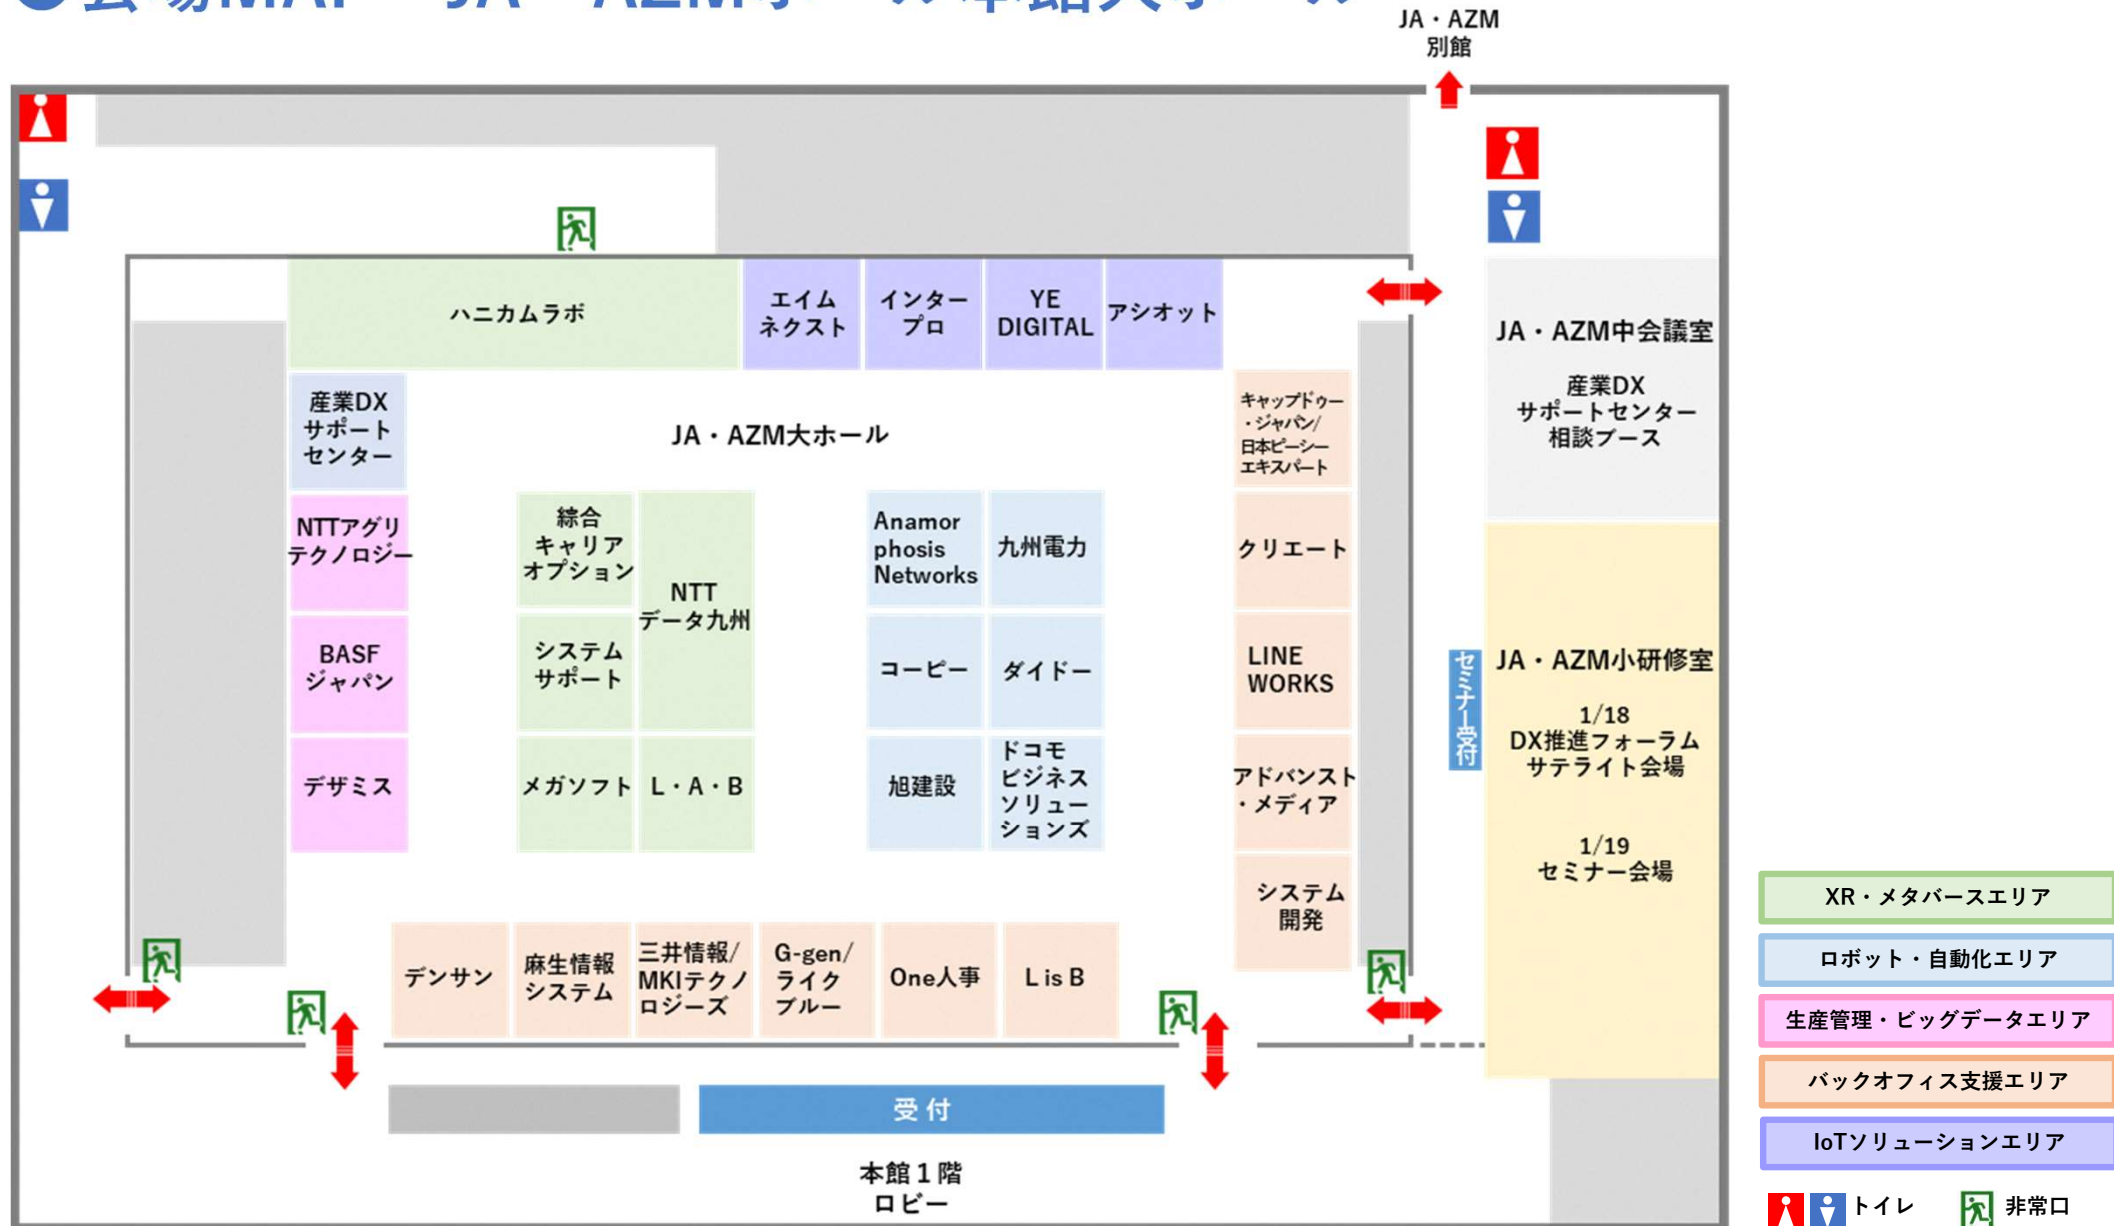 JA・AZM
別館
ハニカムラボ
エイム
ネクスト
インター
プロ
YE
DIGITAL
アシオット
JA・AZM中会議室
産業DX
サポートセンター
相談ブース
産業DX
サポート
センター
JA・AZM大ホール
キャップドゥー
・ジャパン/
日本ピーシー
エキスパート
NTTアグリ
テクノロジー
綜合
キャリア
オプション
NTT
データ九州
Anamor
phosis
Networks
九州電力
クリエート
BASF
ジャパン
システム
サポート
コーピー
ダイドー
LINE
WORKS
セミナー受付
JA・AZM小研修室
1/18
DX推進フォーラム
サテライト会場
1/19
セミナー会場
デザミス
メガソフト
L・A・B
旭建設
ドコモ
ビジネス
ソリュー
ションズ
アドバンスト
・メディア
システム
開発
デンサン
麻生情報
システム
三井情報/
MKIテクノ
ロジーズ
G-gen/
ライク
ブルー
One人事
L is B
受付
本館１階
ロビー
XR・メタバースエリア
ロボット・自動化エリア
生産管理・ビッグデータエリア
バックオフィス支援エリア
IoTソリューションエリア
トイレ
非常口